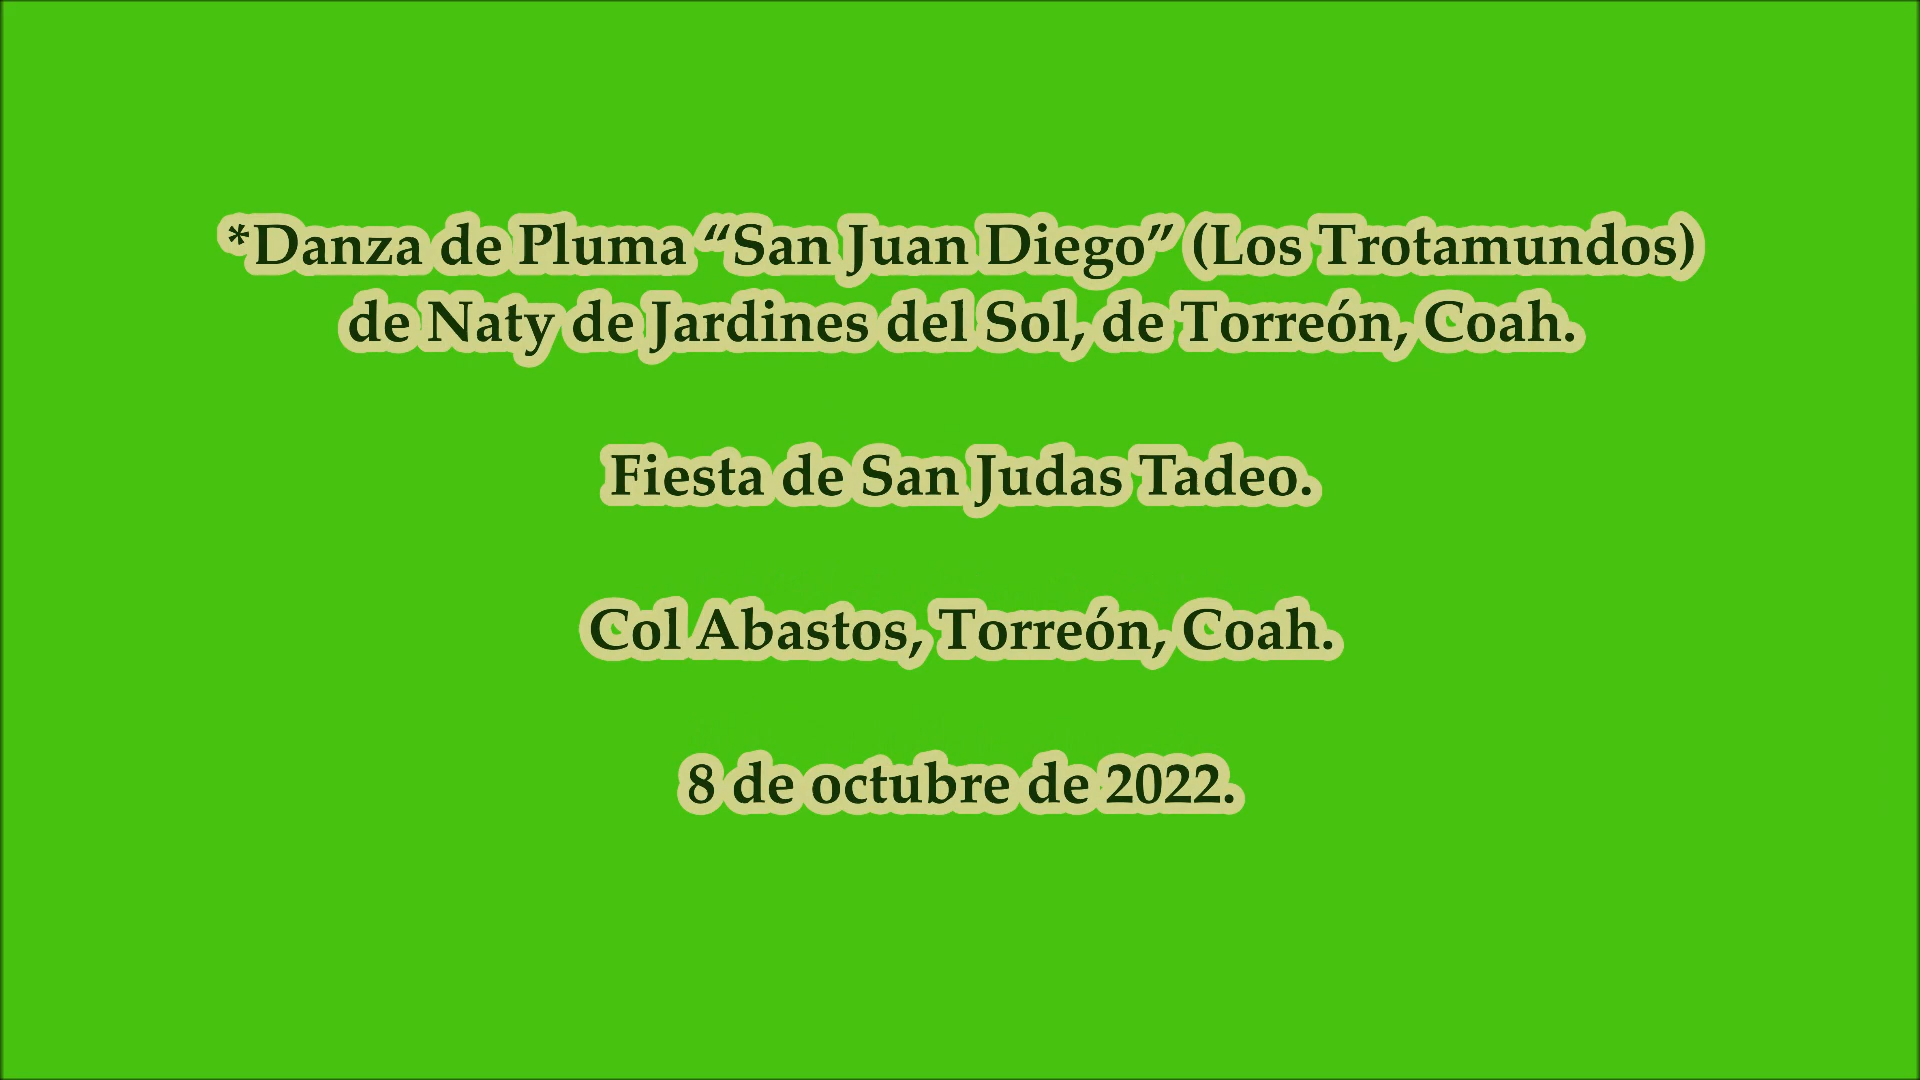 *Danza de Pluma “San Juan Diego” (Los Trotamundos)
de Naty de Jardines del Sol, de Torreón, Coah.
Fiesta de San Judas Tadeo.
Col Abastos, Torreón, Coah.
8 de octubre de 2022.